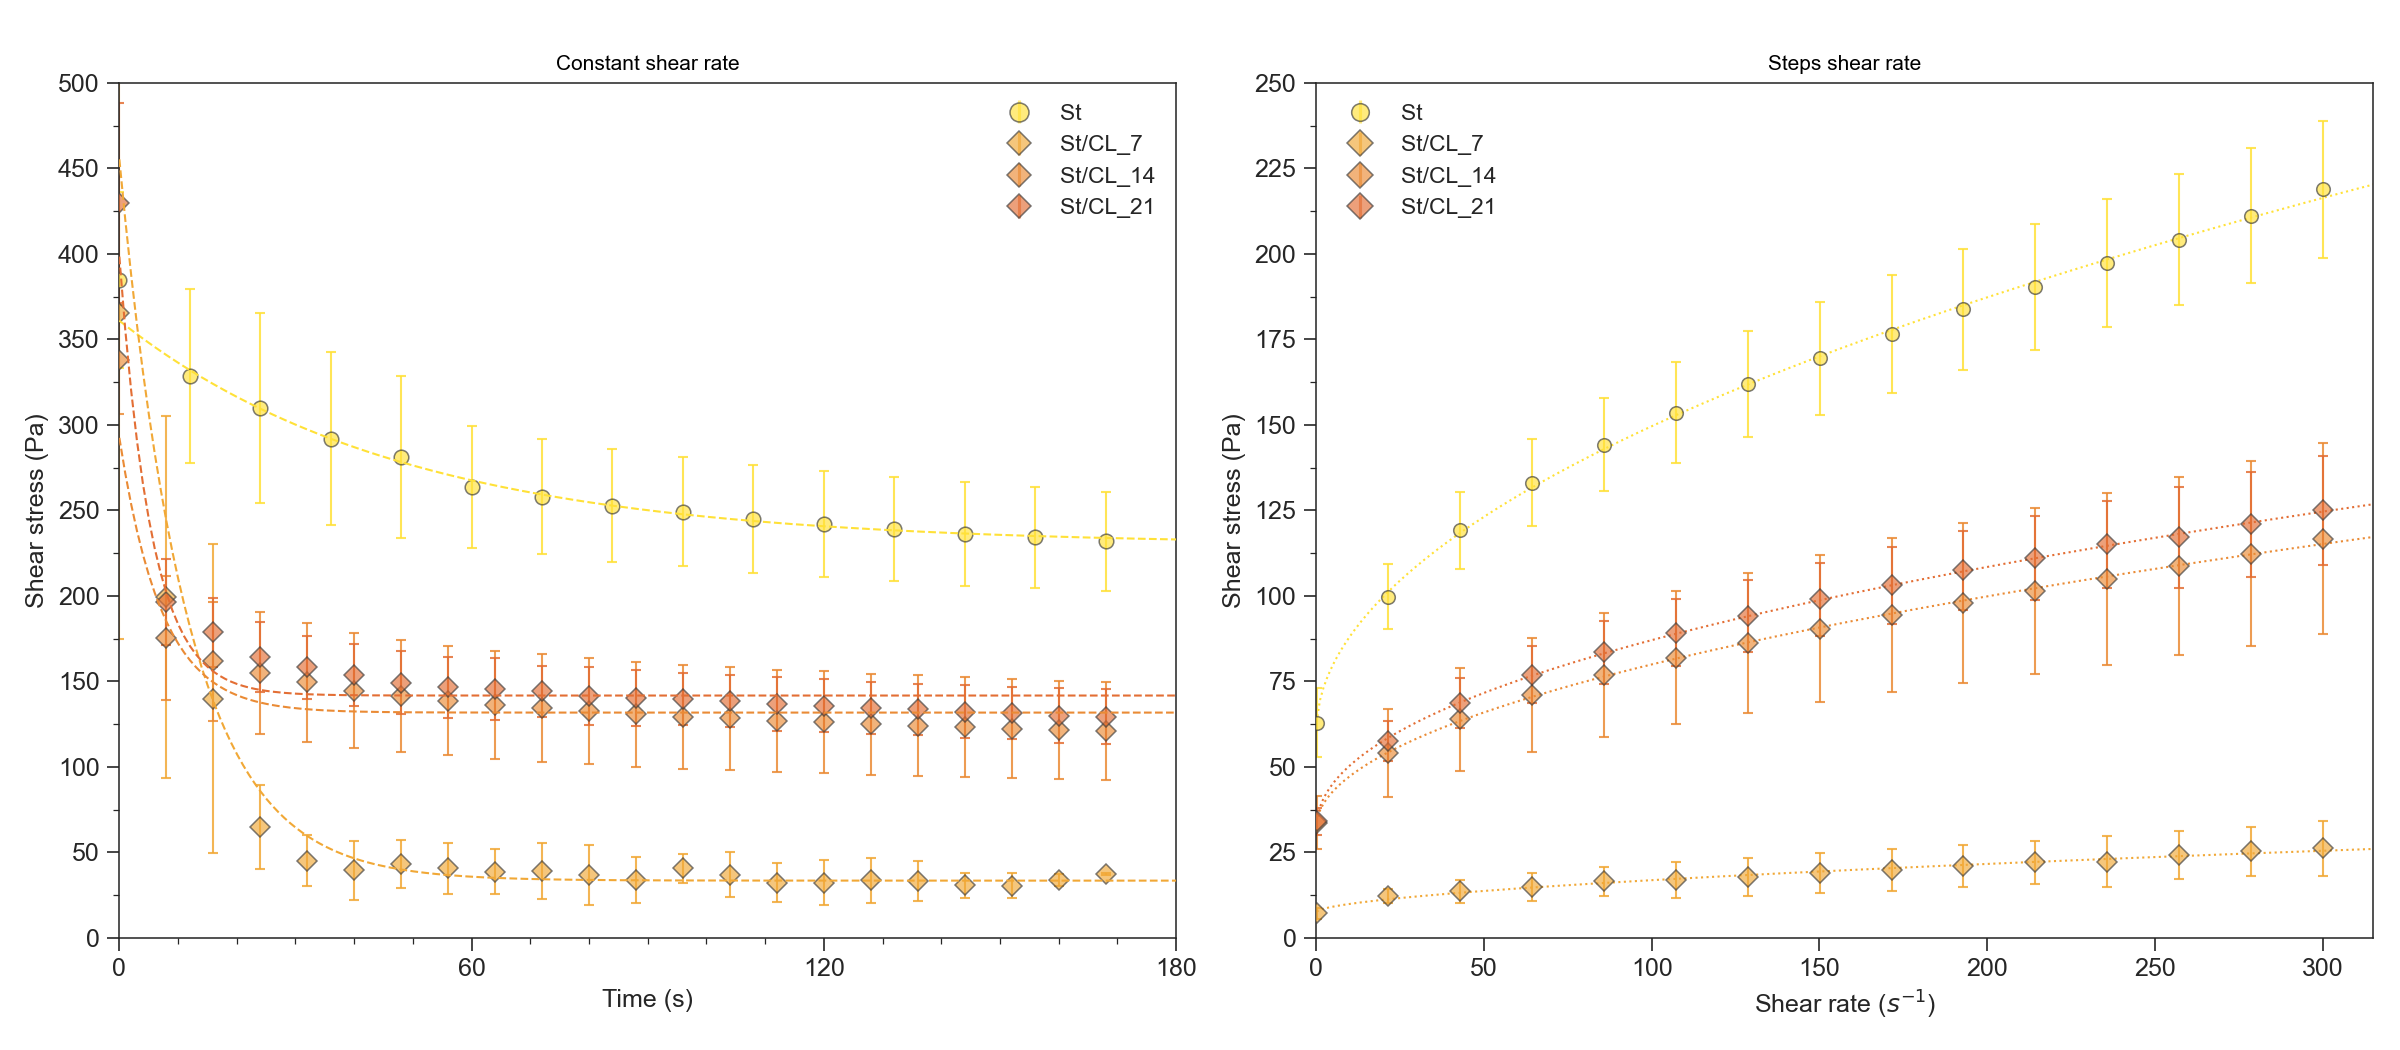 Constant shear rate
500
450
400
350
300
250
200
150
100
50
0
0
60
120
180
Time (s)
Shear stress (Pa)
St
St/CL_7
St/CL_14
St/CL_21
Steps shear rate
250
225
200
175
150
125
100
75
50
25
0
0
50
100
150
200
250
300
Shear rate (s⁻¹)
Shear stress (Pa)
St
St/CL_7
St/CL_14
St/CL_21